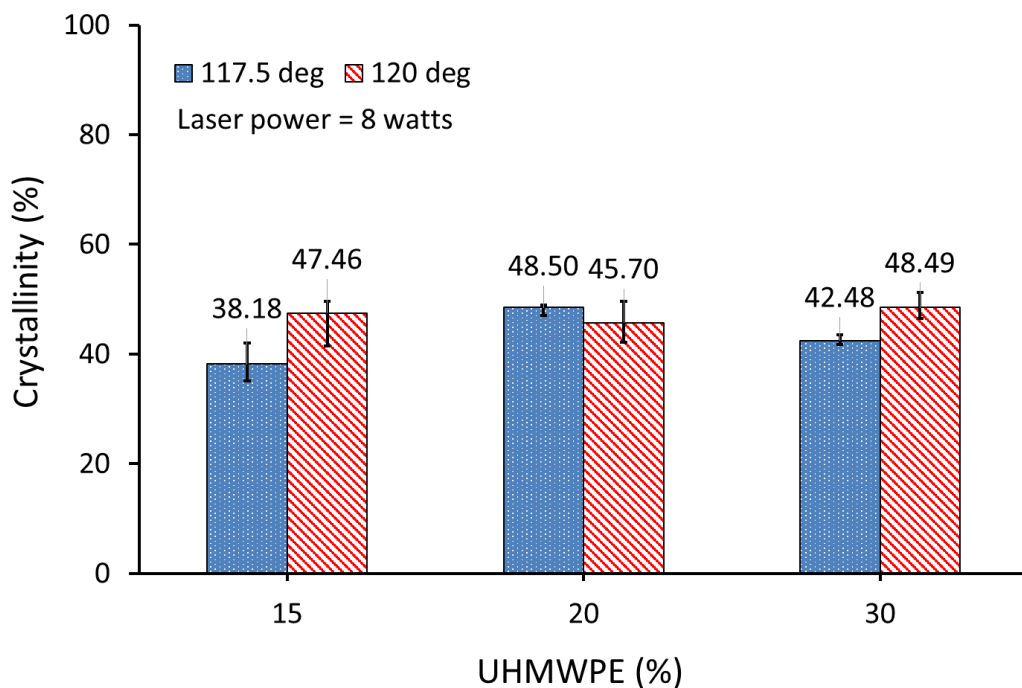 100
80
60
40
20
0
Crystallinity (%)
117.5 deg 120 deg
Laser power = 8 watts
38.18 47.46 48.50 45.70 42.48 48.49
15 20 30
UHMWPE (%)